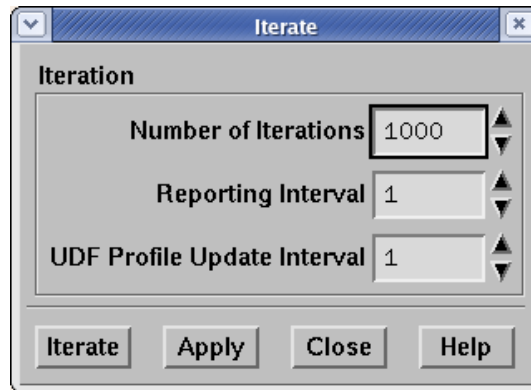 Iterate
Iteration
Number of Iterations 1000
Reporting Interval 1
UDF Profile Update Interval 1
Iterate Apply Close Help